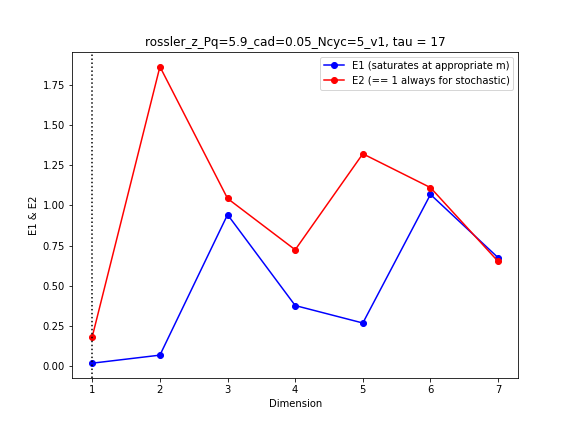 rossler_z_Pq=5.9_cad=0.05_Ncyc=5_v1, tau = 17
E1 (saturates at appropriate m)
E2 (== 1 always for stochastic)
1.75
1.50
1.25
1.00
0.75
0.50
0.25
0.00
E1 & E2
1 2 3 4 5 6 7
Dimension